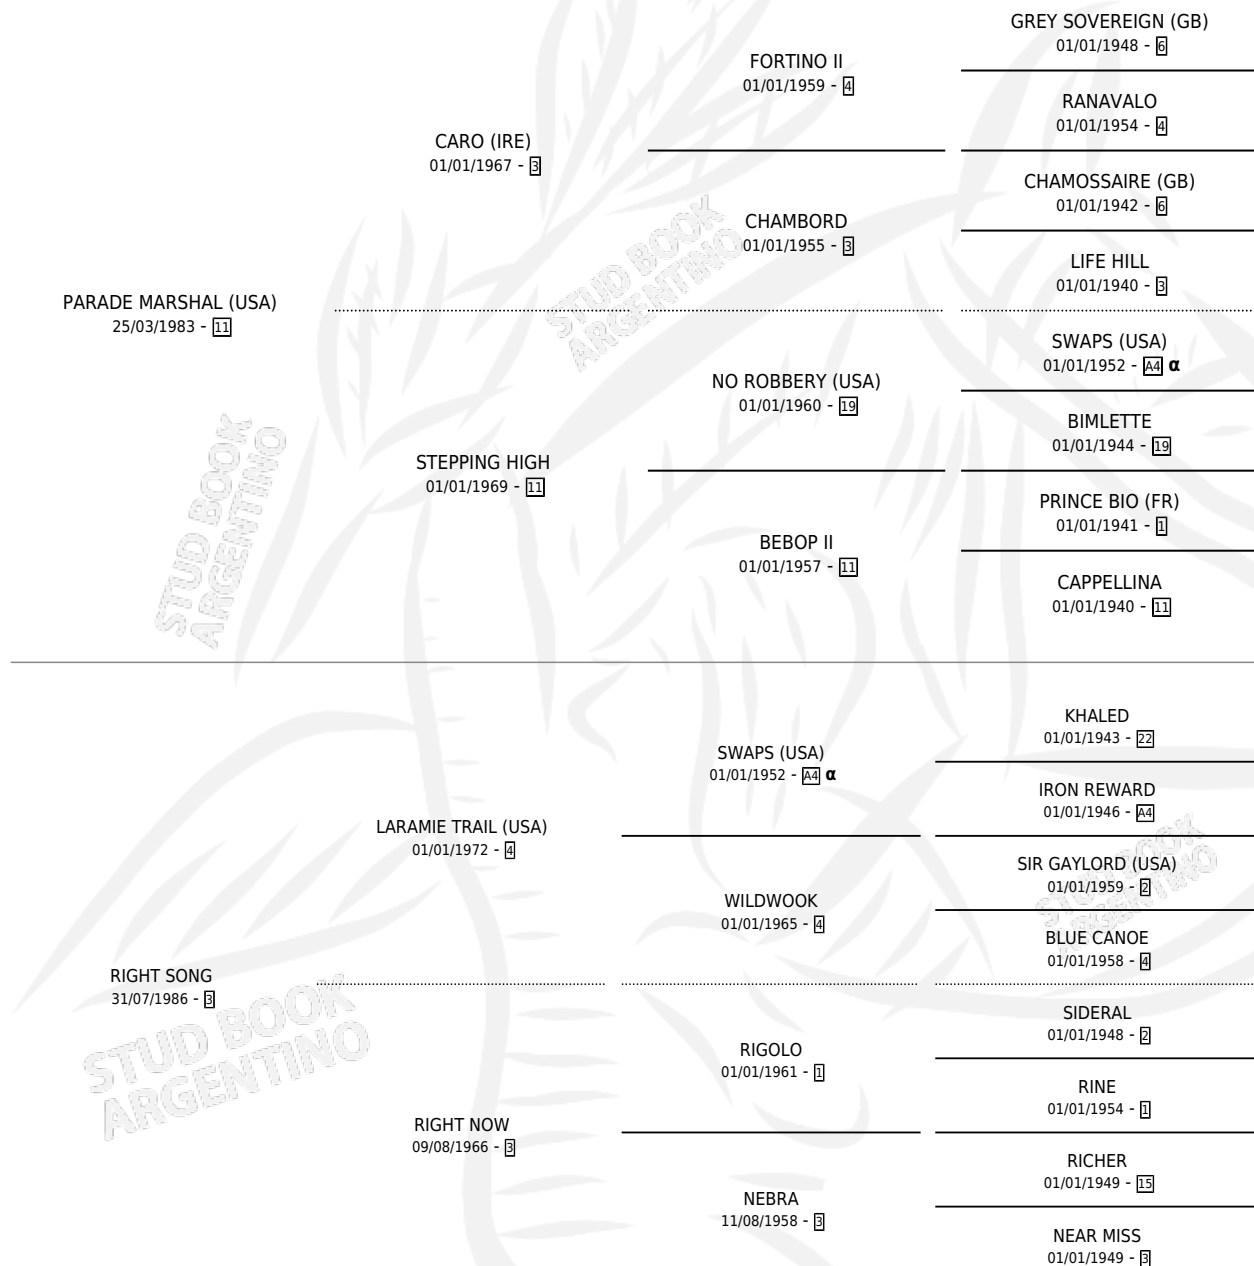 GREY SOVEREIGN (GB)
01/01/1948 - 6
FORTINO II
01/01/1959 - 4
RANAVALO
01/01/1954 - 4
CARO (IRE)
01/01/1967 - 3
CHAMOSSAIRE (GB)
01/01/1942 - 6
CHAMBORD
01/01/1955 - 3
LIFE HILL
01/01/1940 - 3
PARADE MARSHAL (USA)
25/03/1983 - 11
SWAPS (USA)
01/01/1952 - A4 α
NO ROBBERY (USA)
01/01/1960 - 19
BIMLETTE
01/01/1944 - 19
STEPPING HIGH
01/01/1969 - 11
PRINCE BIO (FR)
01/01/1941 - 1
BEBOP II
01/01/1957 - 11
CAPPELLINA
01/01/1940 - 11
KHALED
01/01/1943 - 22
SWAPS (USA)
01/01/1952 - A4 α
IRON REWARD
01/01/1946 - A4
LARAMIE TRAIL (USA)
01/01/1972 - 4
SIR GAYLORD (USA)
01/01/1959 - 2
WILDWOOK
01/01/1965 - 4
BLUE CANOE
01/01/1958 - 4
RIGHT SONG
31/07/1986 - 3
SIDERAL
01/01/1948 - 2
RIGOLO
01/01/1961 - 1
RINE
01/01/1954 - 1
RIGHT NOW
09/08/1966 - 3
RICHER
01/01/1949 - 15
NEBRA
11/08/1958 - 3
NEAR MISS
01/01/1949 - 3
STUD BOOK
ARGENTINO
STUD BOOK
ARGENTINO
STUD BOOK
ARGENTINO
STUD BOOK
ARGENTINO